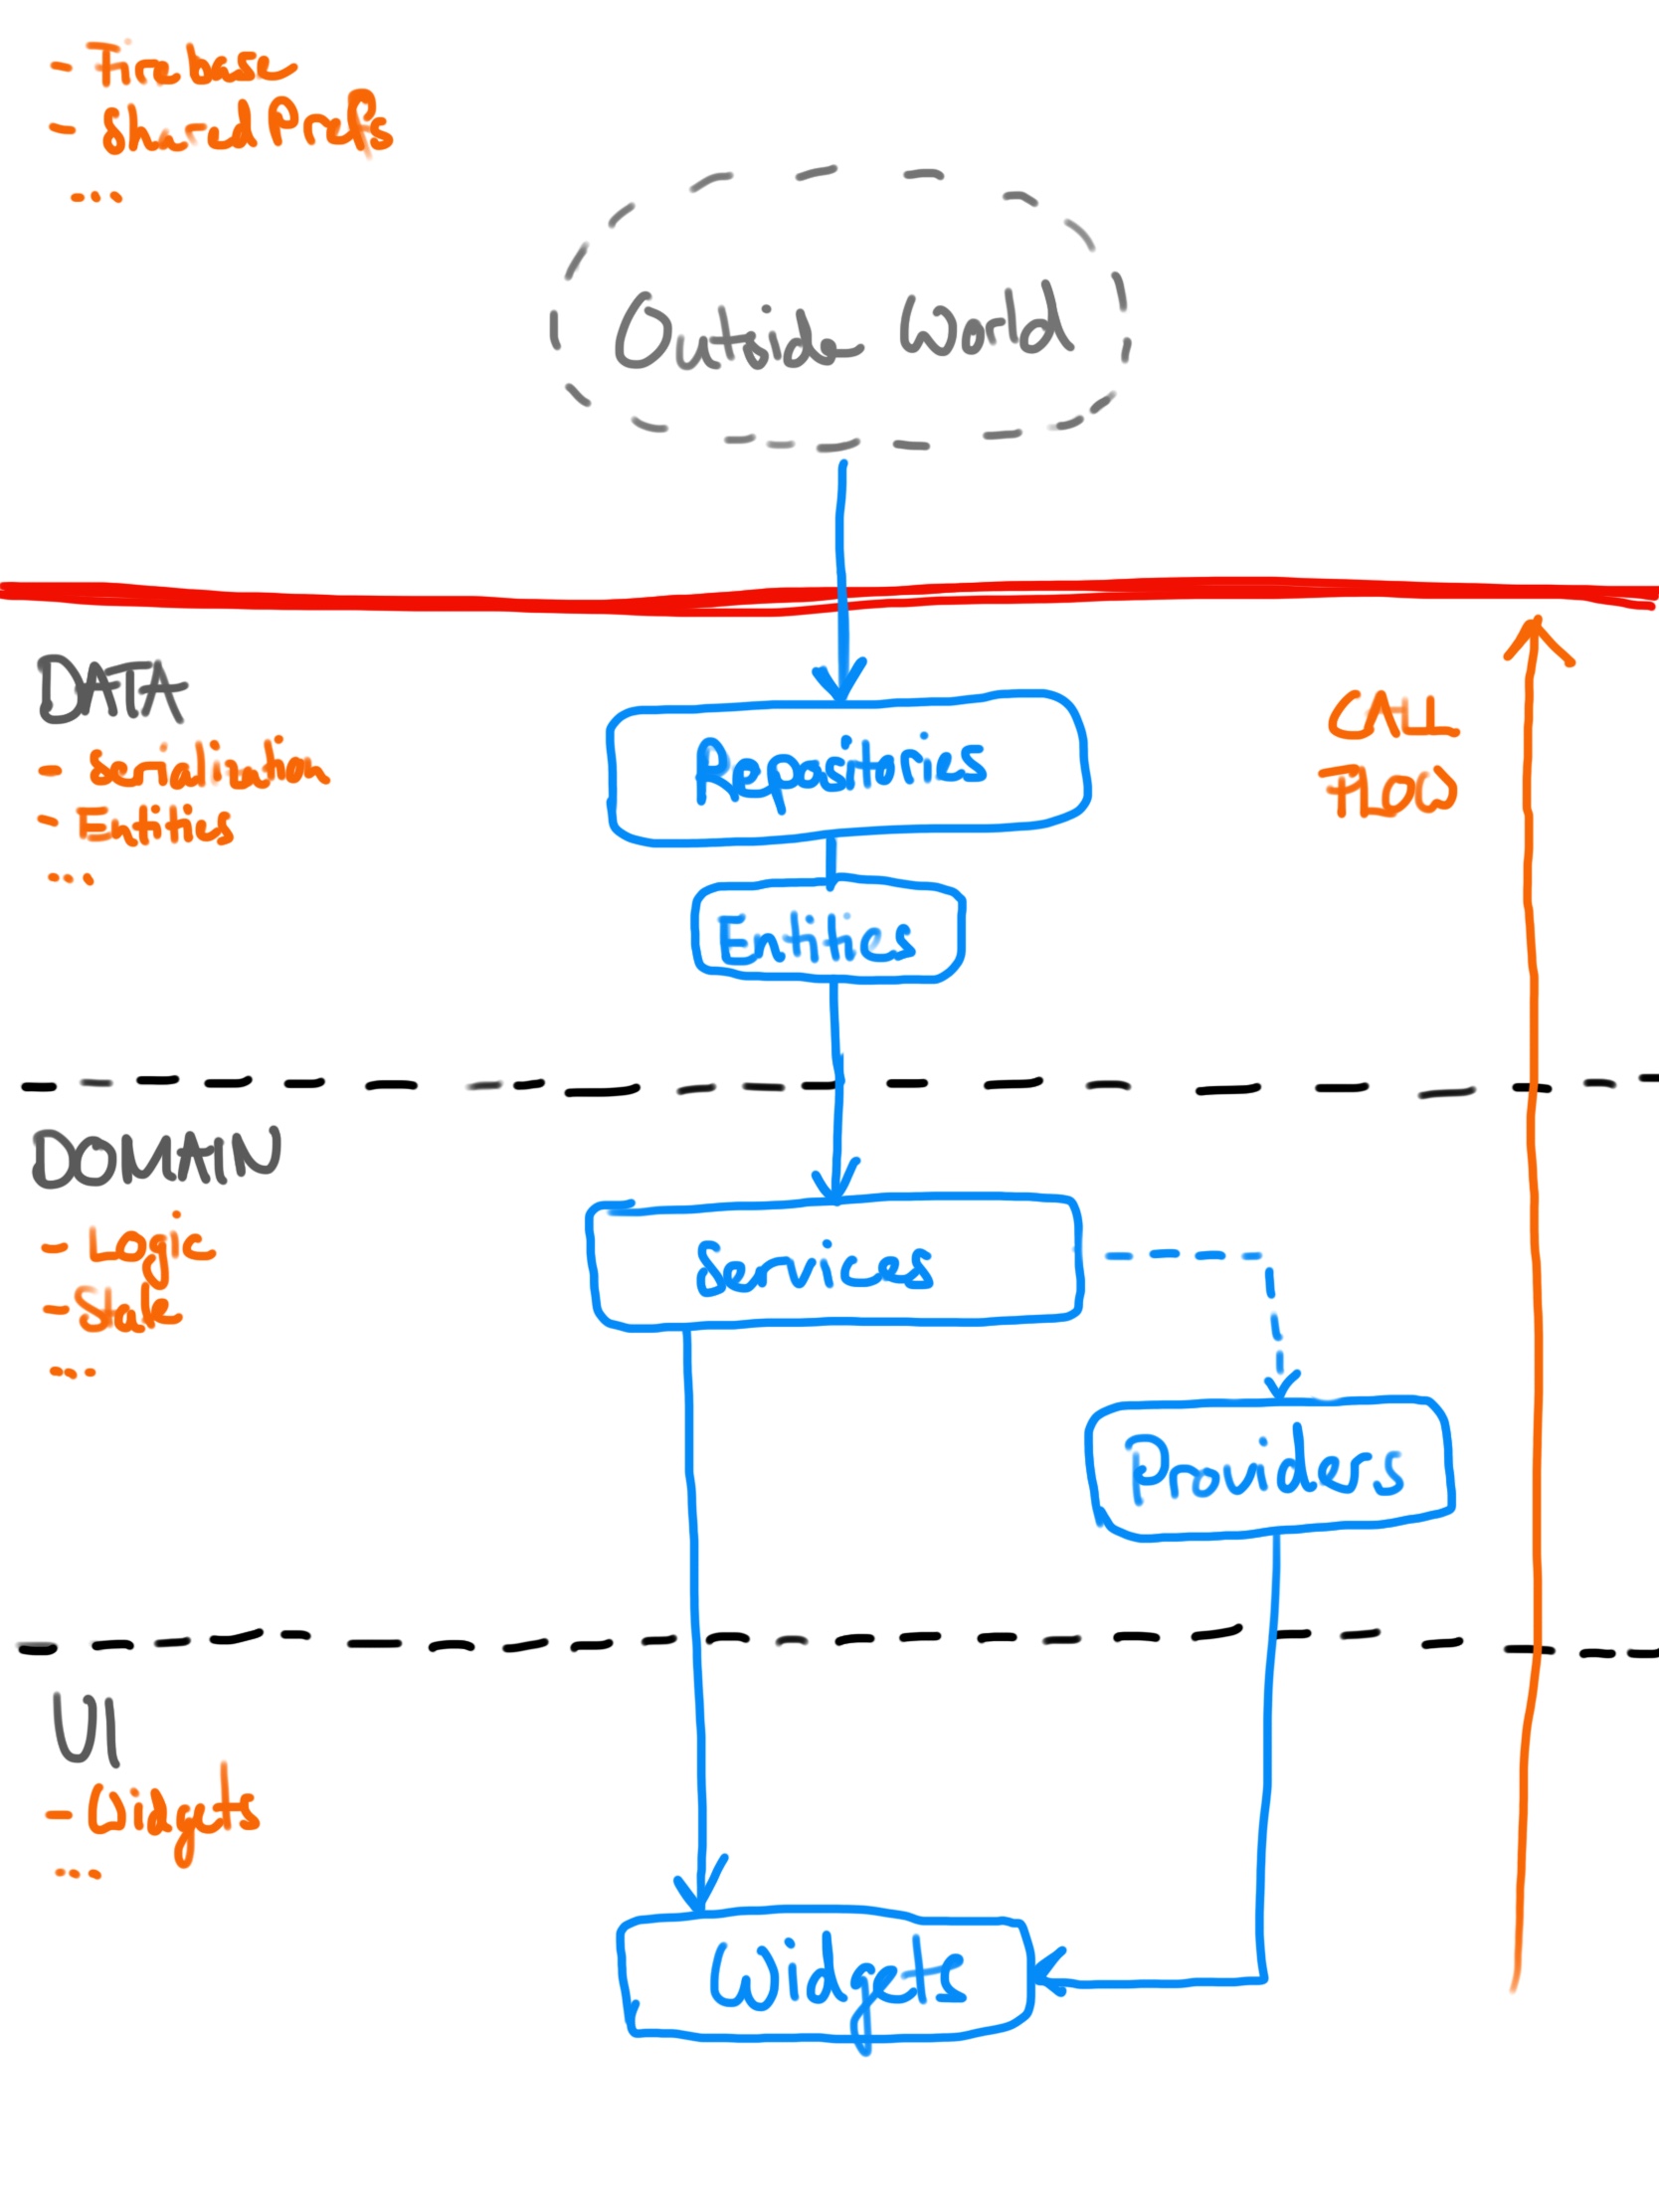 - Firebase
- Shared Prefs
...
Outside World
DATA
- Serialization
- Entities
...
CALL
FLOW
Repositories
Entities
DOMAIN
- Logic
- State
...
Services
Providers
UI
- Widgets
...
Widgets